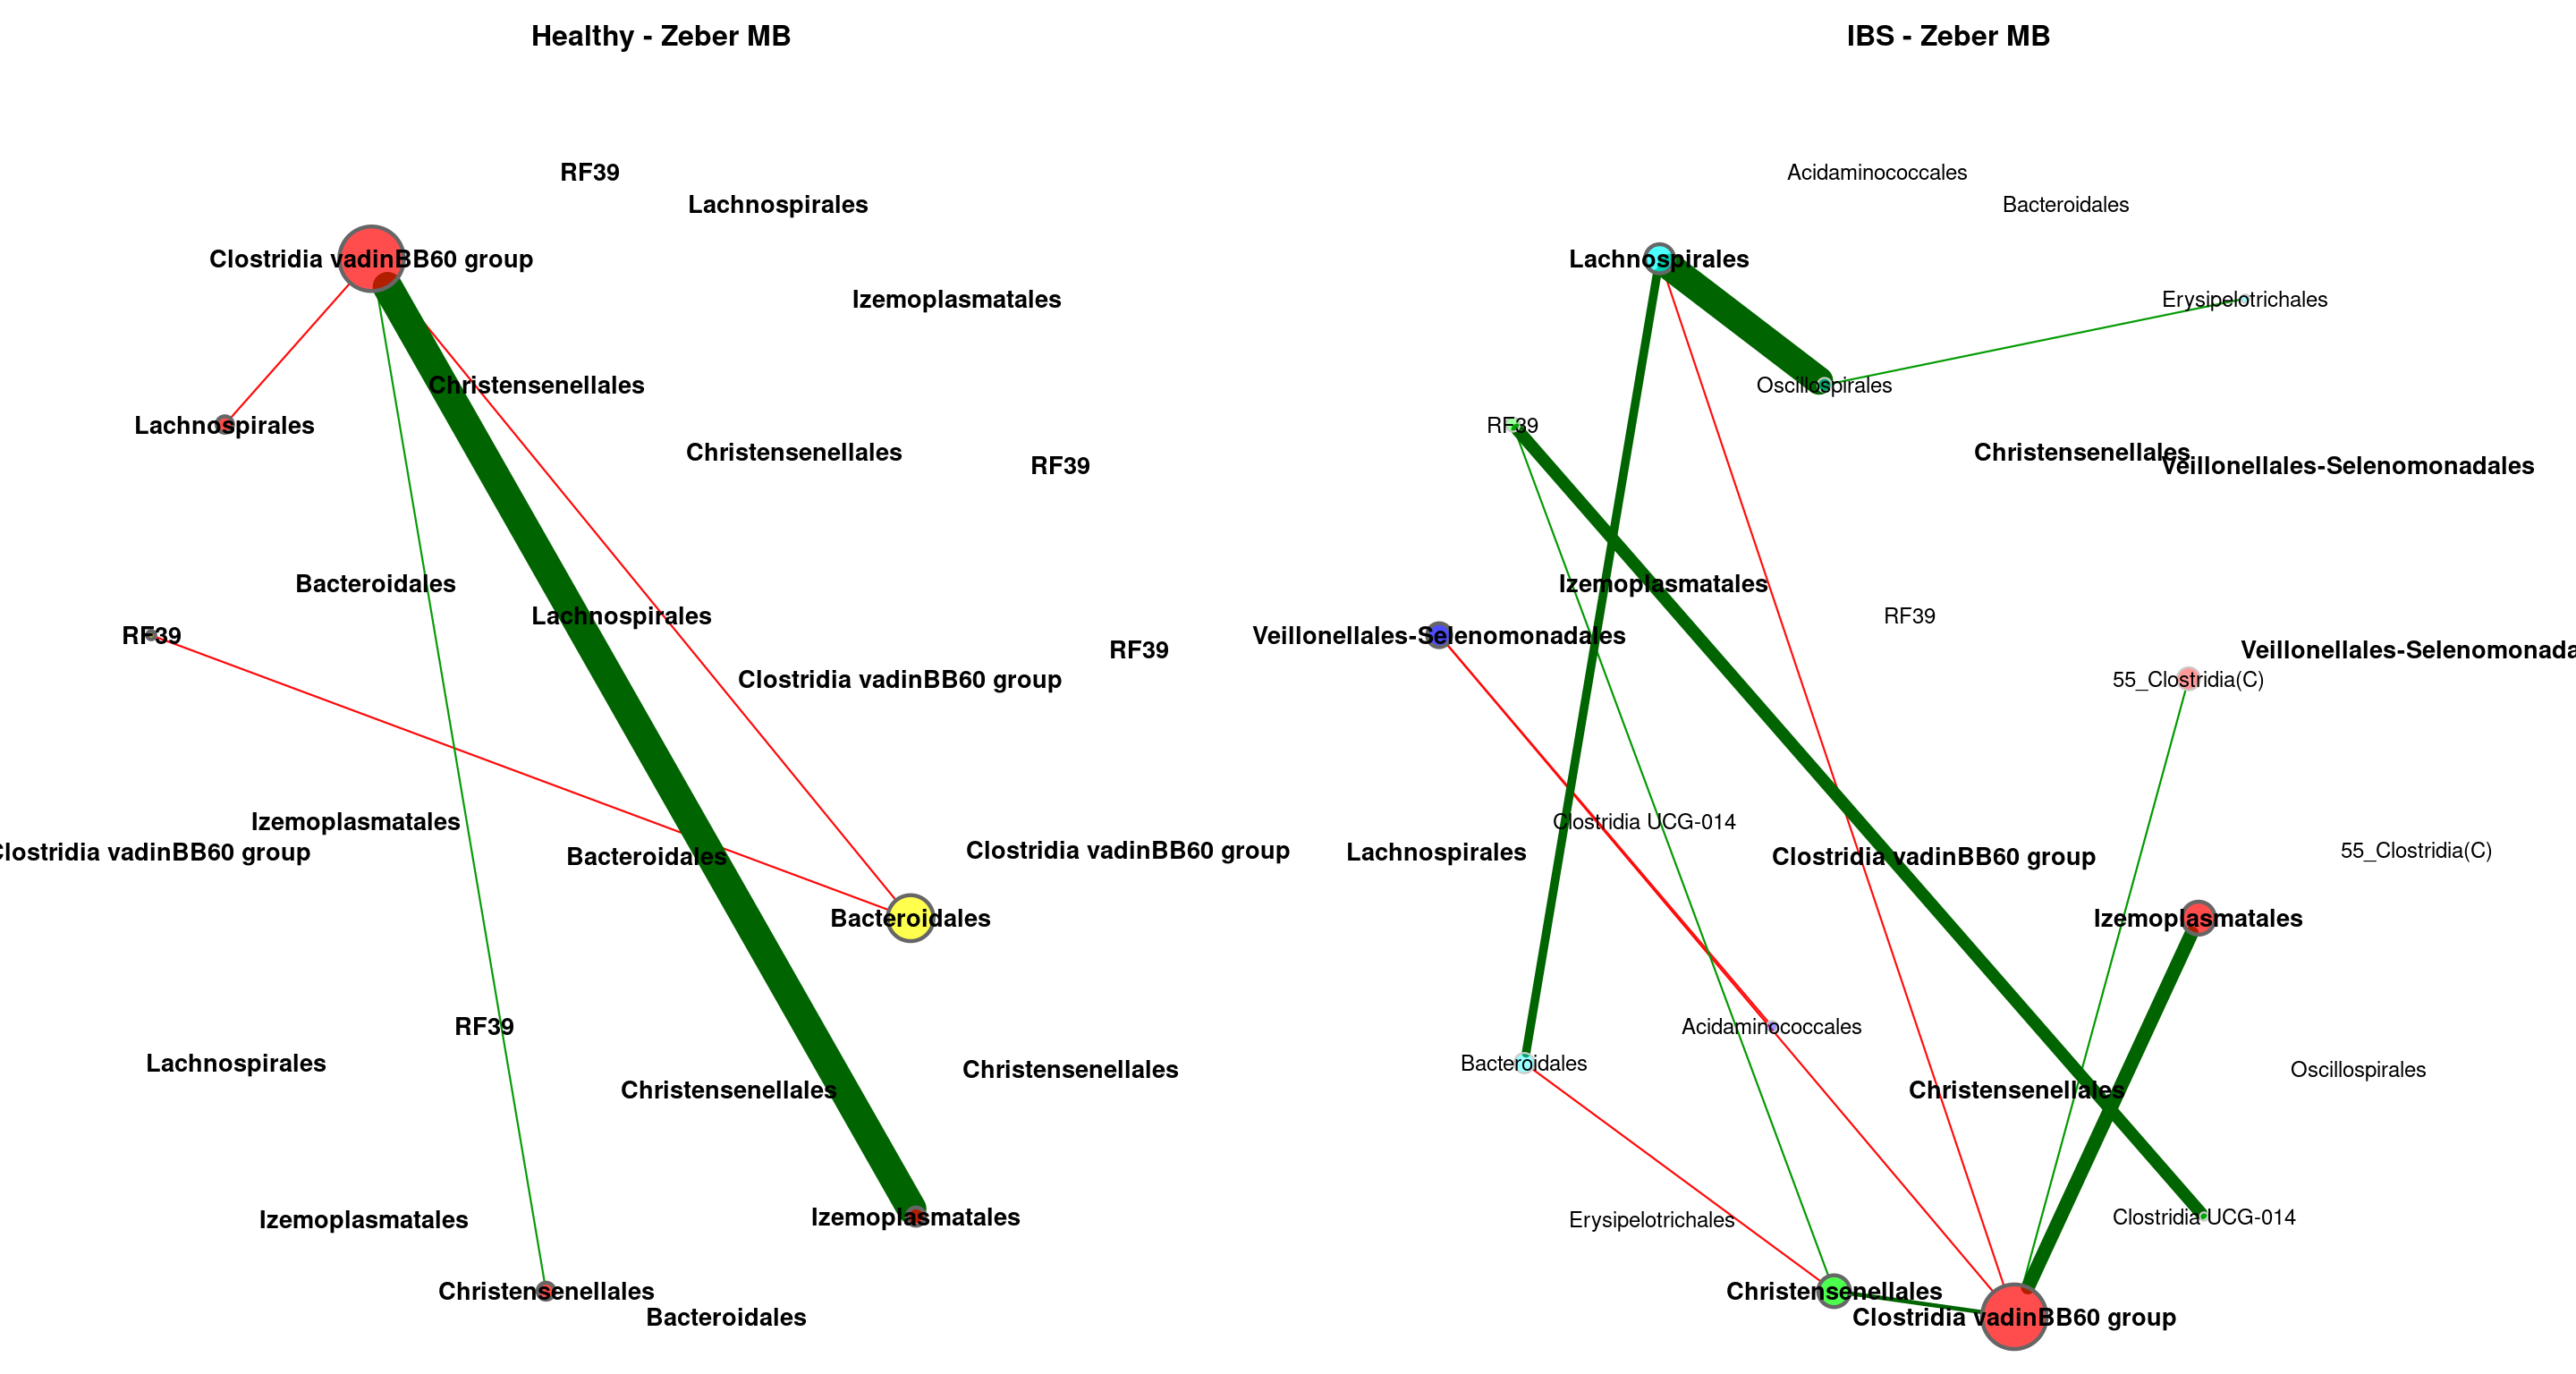 Healthy - Zeber MB
RF39
Lachnospirales
Clostridia vadinBB60 group
Izemoplasmatales
Christensenellales
Lachnospirales
Christensenellales
RF39
Bacteroidales
Lachnospirales
RF39
RF39
Clostridia vadinBB60 group
Izemoplasmatales
Clostridia vadinBB60 group
Bacteroidales
Clostridia vadinBB60 group
Bacteroidales
RF39
Lachnospirales
Christensenellales
Christensenellales
Izemoplasmatales
Izemoplasmatales
Christensenellales
Bacteroidales
IBS - Zeber MB
Acidaminococcales
Bacteroidales
Lachnospirales
Erysipelotrichales
Oscillospirales
RF39
Christensenellales
Veillonellales-Selenomonadales
Izemoplasmatales
RF39
Veillonellales-Selenomonadales
Veillonellales-Selenomonada
55_Clostridia(C)
Clostridia UCG-014
Lachnospirales
Clostridia vadinBB60 group
55_Clostridia(C)
Izemoplasmatales
Acidaminococcales
Bacteroidales
Oscillospirales
Christensenellales
Erysipelotrichales
Clostridia UCG-014
Christensenellales
Clostridia vadinBB60 group